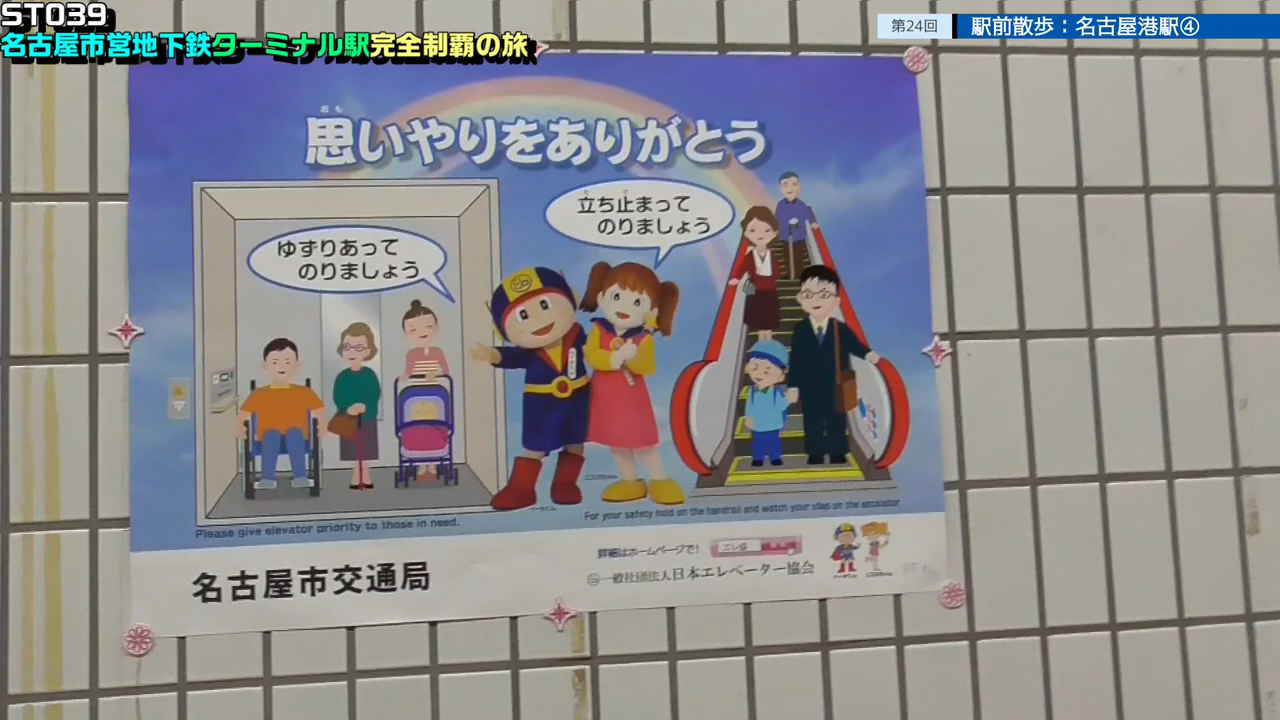 ST039
名古屋市営地下鉄ターミナル駅完全制覇の旅
第24回
駅前散歩：名古屋港駅④
おも
思いやりをありがとう
た ど
立ち止まって
のりましょう
ゆずりあって
のりましょう
Please give elevator priority to those in need.
For your safety hold on the handrail and watch your step on the escalator
詳細はホームページで!
名古屋市交通局
一般社団法人日本エレベーター協会